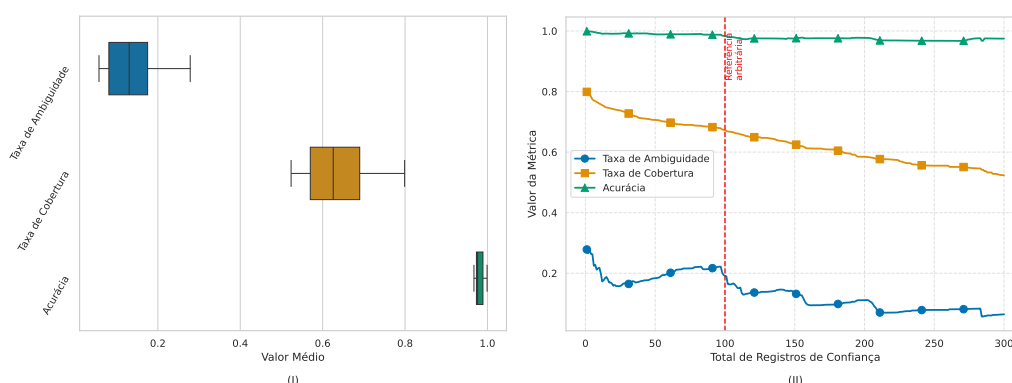 Taxa de Ambiguidade
Taxa de Cobertura
Acurácia
0.2 0.4 0.6 0.8 1.0
Valor Médio
(I)
Valor da Métrica
1.0
0.8
0.6
0.4
0.2
Referência
arbitrária
Taxa de Ambiguidade
Taxa de Cobertura
Acurácia
0 50 100 150 200 250 300
Total de Registros de Confiança
(II)